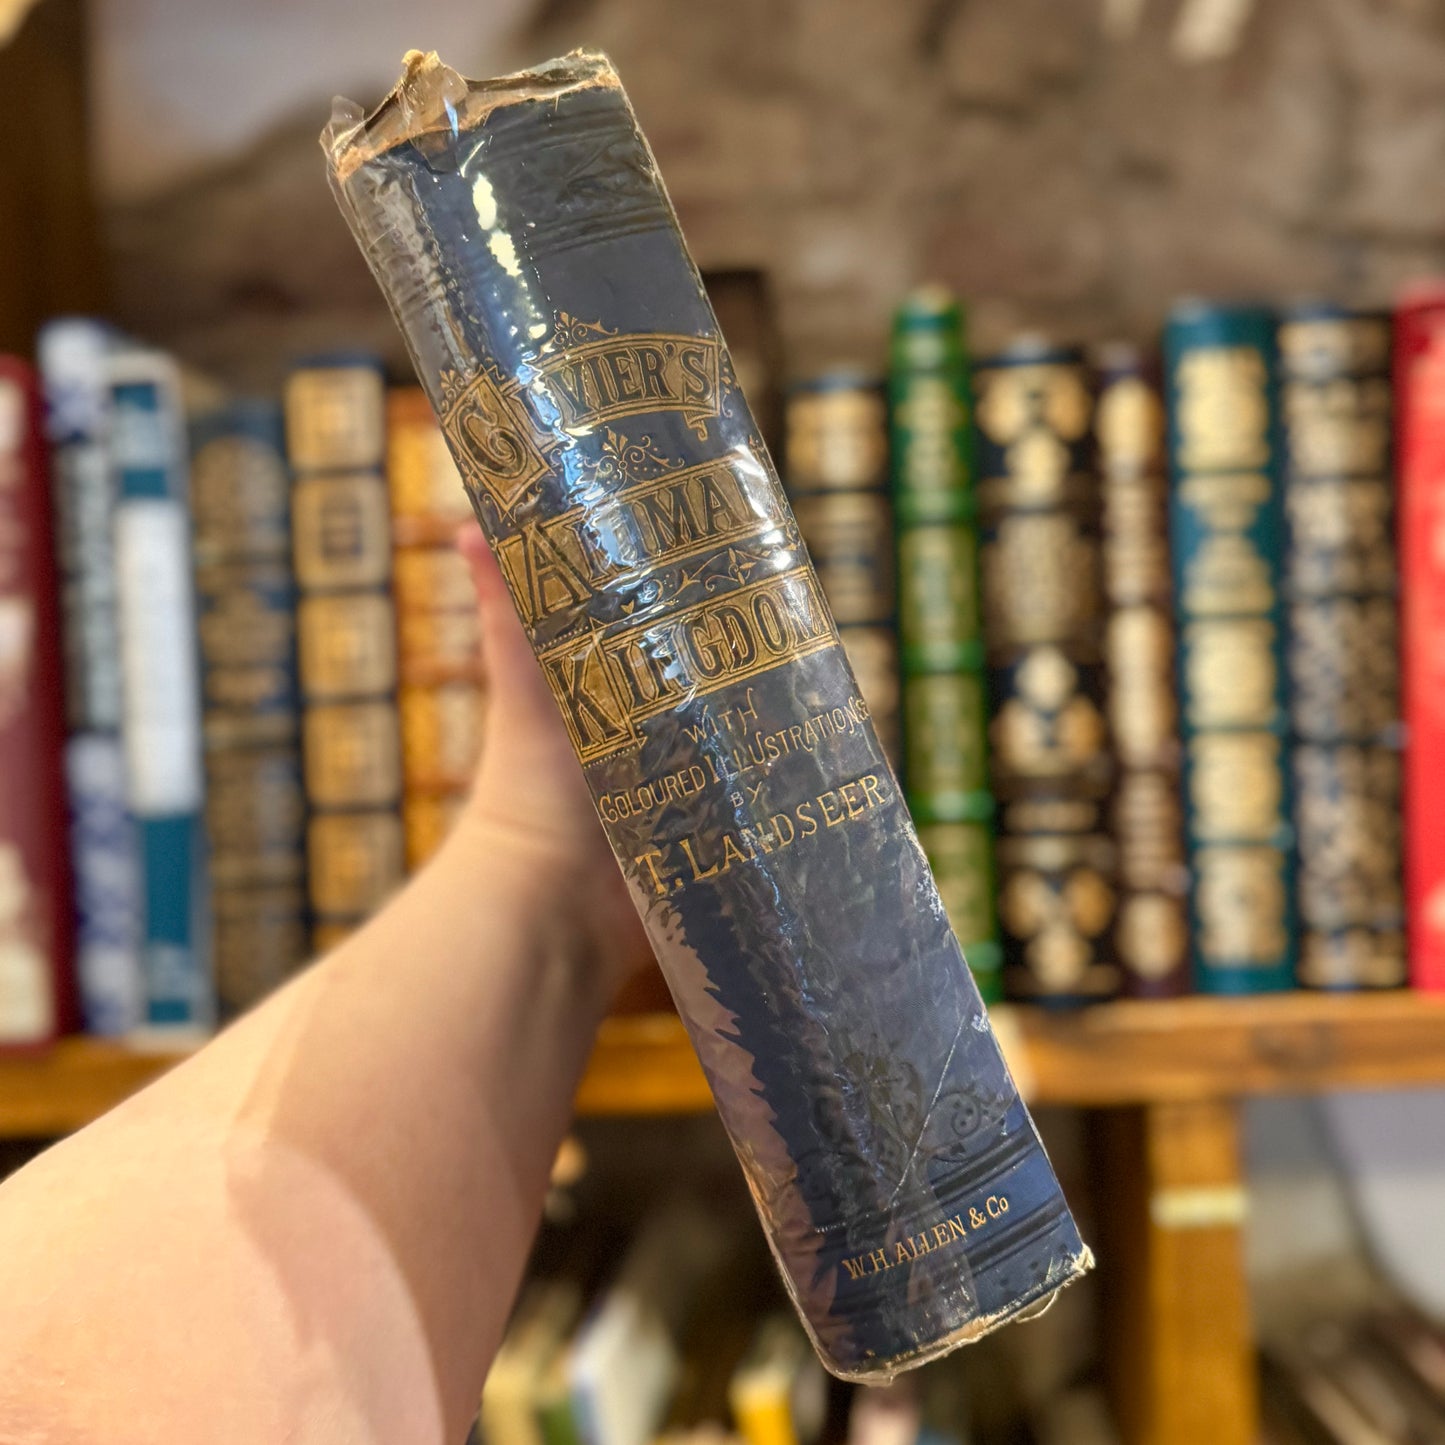 CUVIER'S
ANIMAL
KINGDOM
WITH
COLOURED ILLUSTRATIONS
BY
T. LANDSEER
W. H. ALLEN & Co